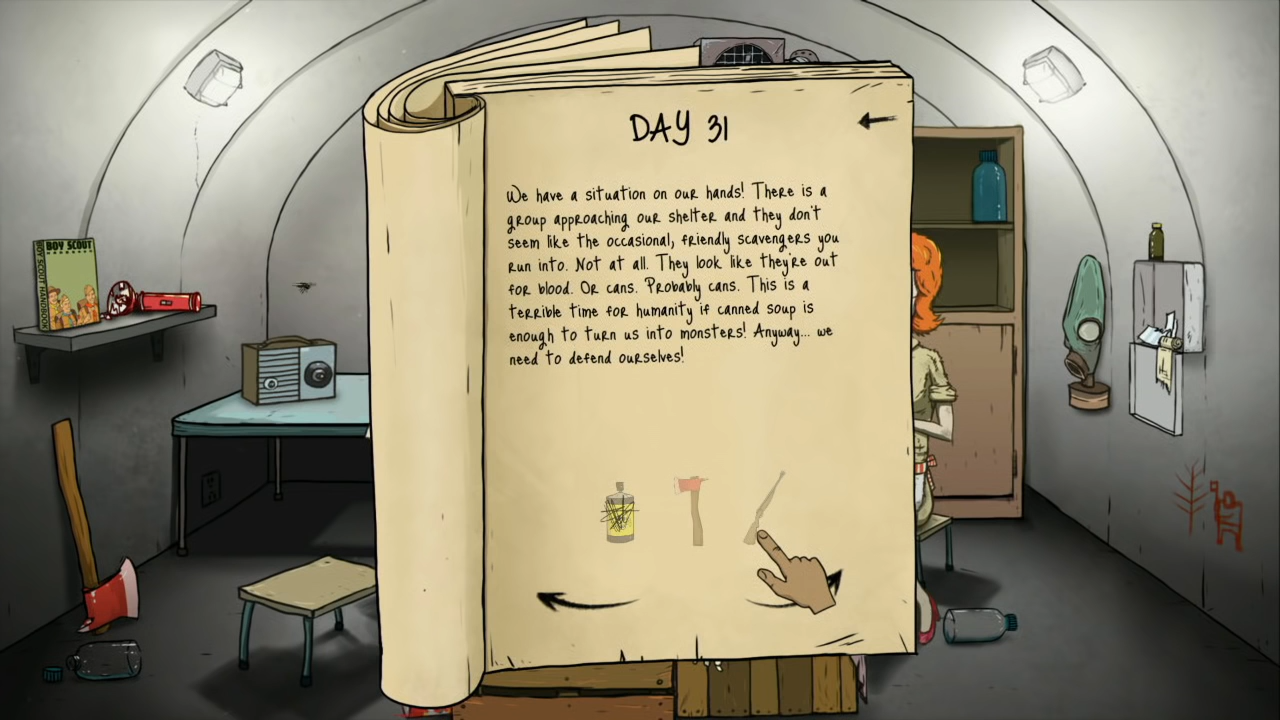 DAY 31
We have a situation on our hands! There is a
group approaching our shelter and they don't
seem like the occasional, friendly scavengers you
run into. Not at all. They look like they're out
for blood. Or cans. Probably cans. This is a
terrible time for humanity if canned soup is
enough to turn us into monsters! Anyway... we
need to defend ourselves!
BOY SCOUT
BOY SCOUT HANDBOOK